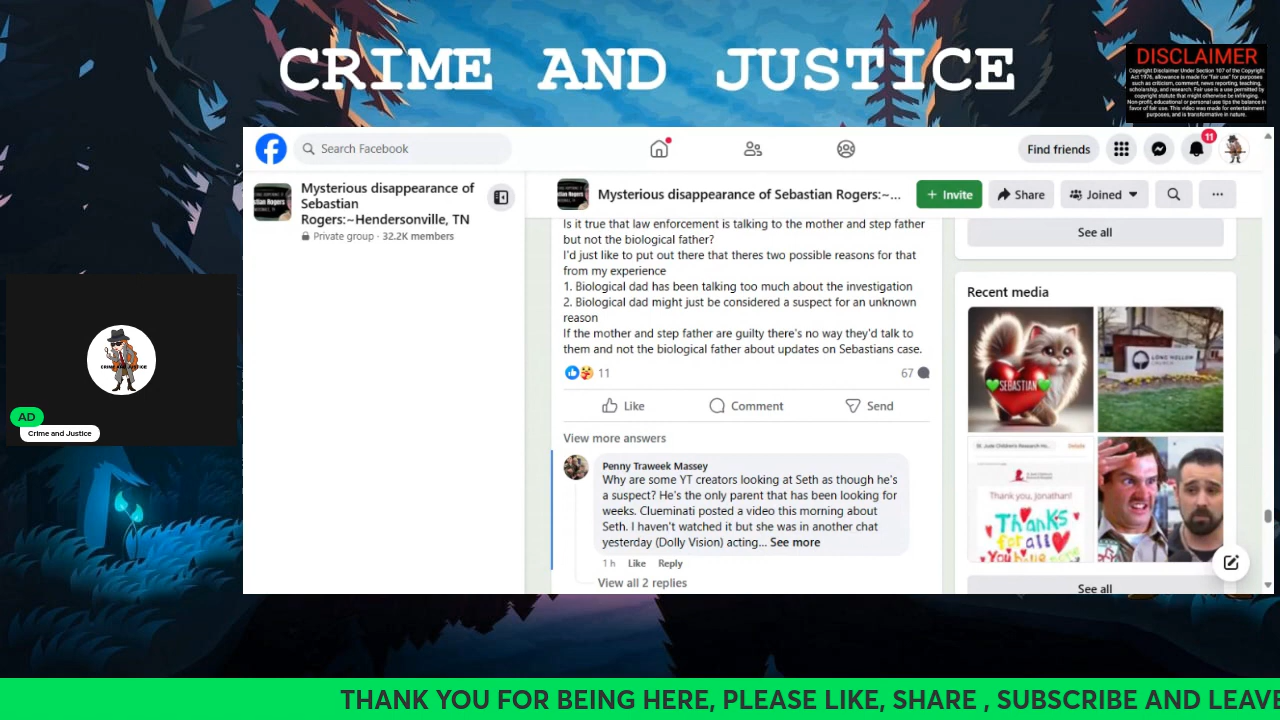 CRIME AND JUSTICE
DISCLAIMER
Copyright Disclaimer Under Section 107 of the Copyright
Act 1976, allowance is made for "fair use" for purposes
such as criticism, comment, news reporting, teaching,
scholarship, and research. Fair use is a use permitted by
copyright statute that might otherwise be infringing.
Non-profit, educational or personal use tips the balance in
favor of fair use. This video was made for entertainment
purposes, and is transformative in nature.
Search Facebook
Find friends
11
Mysterious disappearance of
Sebastian
Rogers:~Hendersonville, TN
Private group · 32.2K members
Mysterious disappearance of Sebastian Rogers:~...
+ Invite
Share
Joined
Is it true that law enforcement is talking to the mother and step father
but not the biological father?
I'd just like to put out there that theres two possible reasons for that
from my experience
1. Biological dad has been talking too much about the investigation
2. Biological dad might just be considered a suspect for an unknown
reason
If the mother and step father are guilty there's no way they'd talk to
them and not the biological father about updates on Sebastians case.
11
67
Like
Comment
Send
View more answers
Penny Traweek Massey
Why are some YT creators looking at Seth as though he's
a suspect? He's the only parent that has been looking for
weeks. Clueminati posted a video this morning about
Seth. I haven't watched it but she was in another chat
yesterday (Dolly Vision) acting... See more
1 h Like Reply
View all 2 replies
See all
Recent media
SEBASTIAN
LONG HOLLOW
Thank you, Jonathan!
Thanks
for all
You
See all
CRIME AND JUSTICE
AD
Crime and Justice
THANK YOU FOR BEING HERE, PLEASE LIKE, SHARE , SUBSCRIBE AND LEAVE